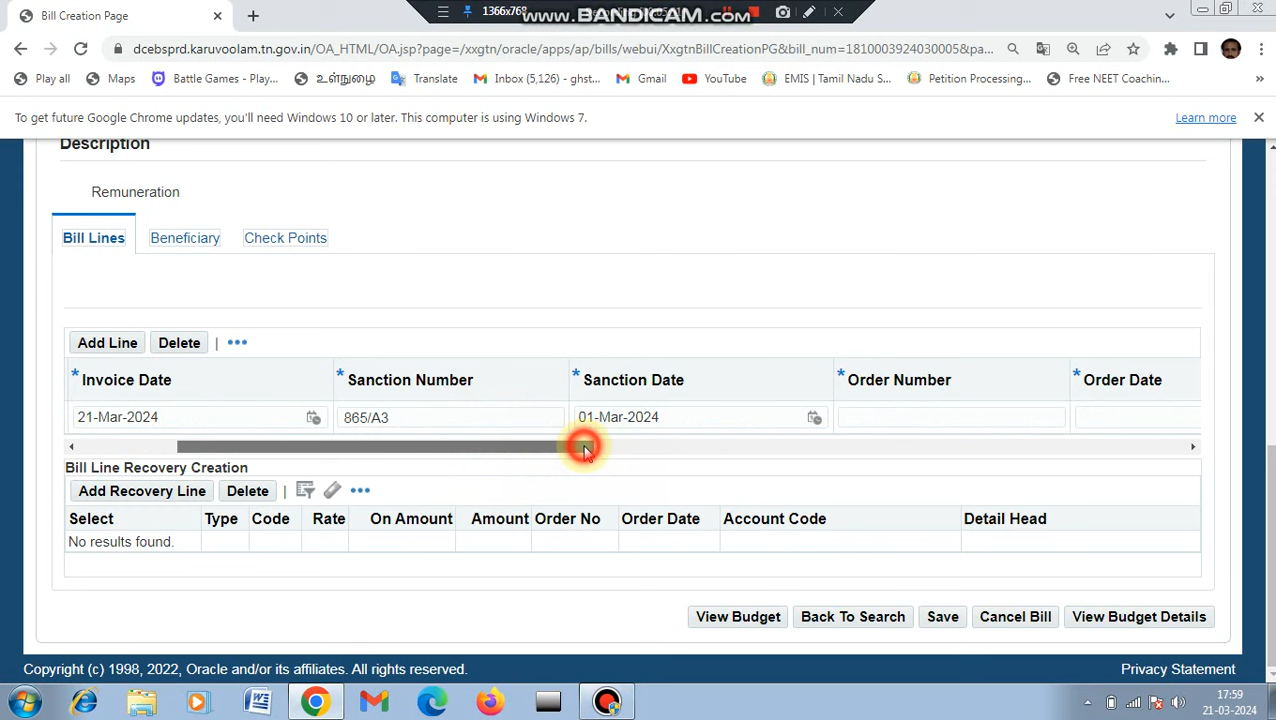 Bill Creation Page
1366x768
www.BANDICAM.com
dcebsprd.karuvoolam.tn.gov.in/OA_HTML/OA.jsp?page=/xxgtn/oracle/apps/ap/bills/webui/XxgtnBillCreationPG&bill_num=1810003924030005&pa...
Play all Maps Battle Games - Play... உள்நுழை Translate Inbox (5,126) - ghst... Gmail YouTube EMIS | Tamil Nadu S... Petition Processing... Free NEET Coachin... »
To get future Google Chrome updates, you'll need Windows 10 or later. This computer is using Windows 7. Learn more
Description
Remuneration
Bill Lines Beneficiary Check Points
Add Line Delete | •••
* Invoice Date * Sanction Number * Sanction Date * Order Number * Order Date
21-Mar-2024 865/A3 01-Mar-2024
Bill Line Recovery Creation
Add Recovery Line Delete | •••
Select Type Code Rate On Amount Amount Order No Order Date Account Code Detail Head
No results found.
View Budget Back To Search Save Cancel Bill View Budget Details
Copyright (c) 1998, 2022, Oracle and/or its affiliates. All rights reserved. Privacy Statement
17:59
21-03-2024